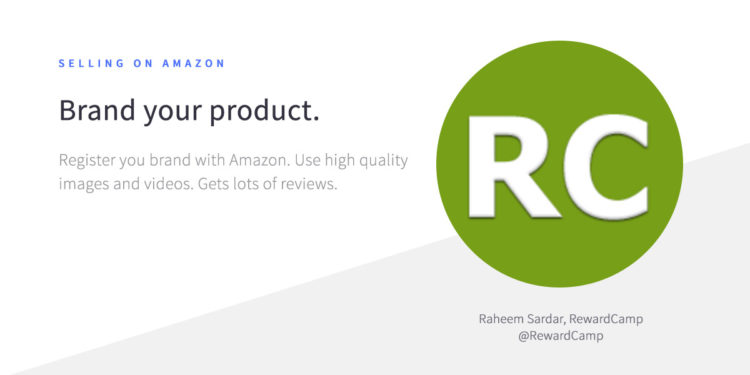 SELLING ON AMAZON
Brand your product.
Register you brand with Amazon. Use high quality
images and videos. Gets lots of reviews.
RC
Raheem Sardar, RewardCamp
@RewardCamp